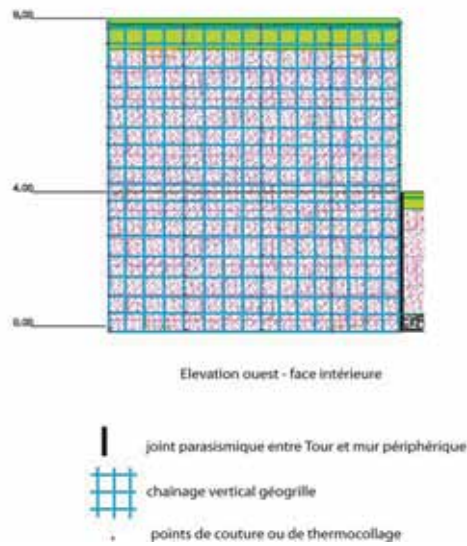 9,00
4,00
0,00
Elevation ouest - face intérieure
joint parasismique entre Tour et mur périphérique
chainage vertical géogrille
points de couture ou de thermocollage